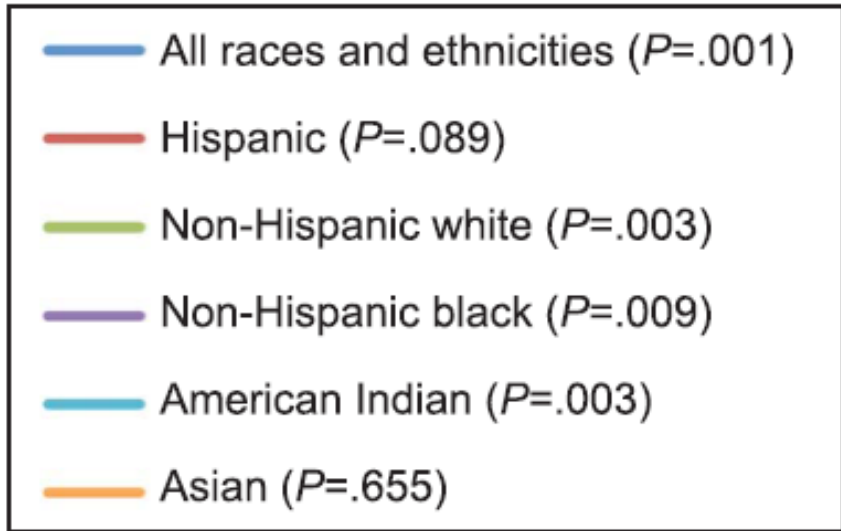 All races and ethnicities (P=.001)
Hispanic (P=.089)
Non-Hispanic white (P=.003)
Non-Hispanic black (P=.009)
American Indian (P=.003)
Asian (P=.655)